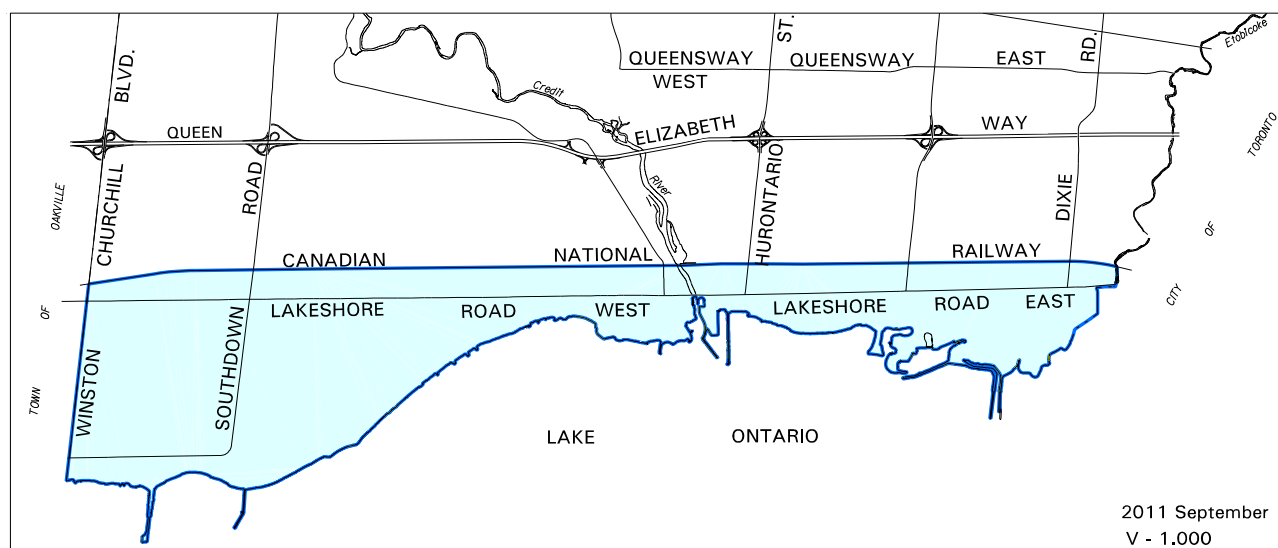 Etobicoke
ST.
RD.
BLVD.
QUEENSWAY QUEENSWAY EAST
WEST
Credit
QUEEN ELIZABETH WAY
TORONTO
OF
CITY
River
ROAD
CHURCHILL
HURONTARIO
DIXIE
OAKVILLE
OF
TOWN
CANADIAN NATIONAL RAILWAY
LAKESHORE ROAD WEST LAKESHORE ROAD EAST
WINSTON
SOUTHDOWN
LAKE ONTARIO
2011 September
V - 1.000